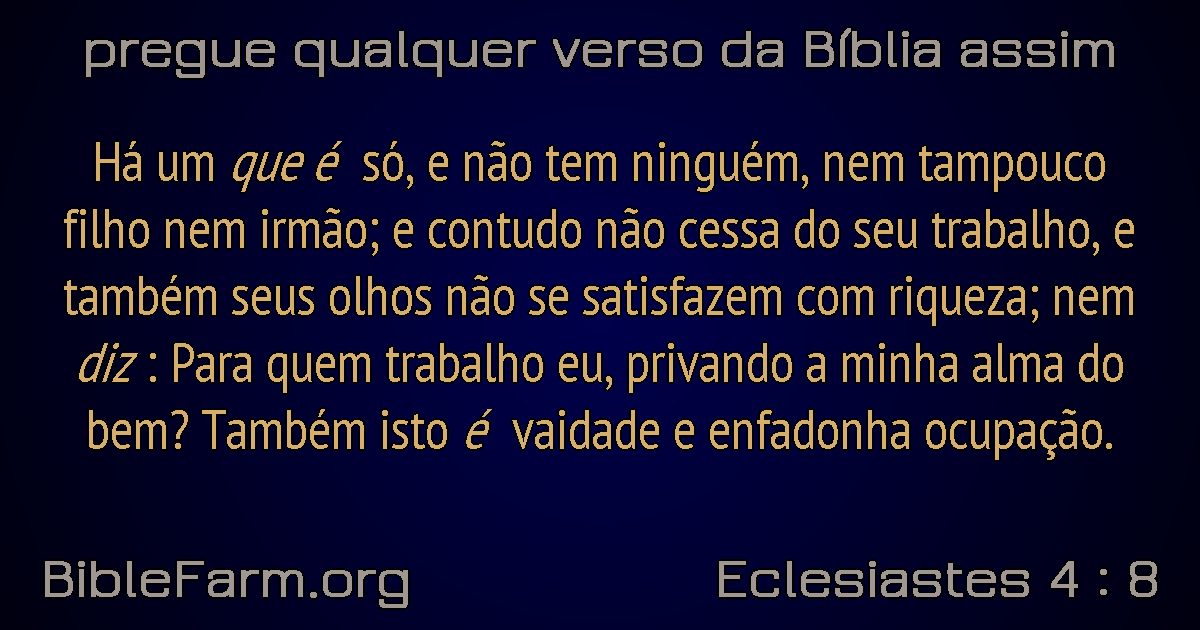 pregue qualquer verso da Bíblia assim
Há um que é só, e não tem ninguém, nem tampouco
filho nem irmão; e contudo não cessa do seu trabalho, e
também seus olhos não se satisfazem com riqueza; nem
diz : Para quem trabalho eu, privando a minha alma do
bem? Também isto é vaidade e enfadonha ocupação.
BibleFarm.org
Eclesiastes 4 : 8